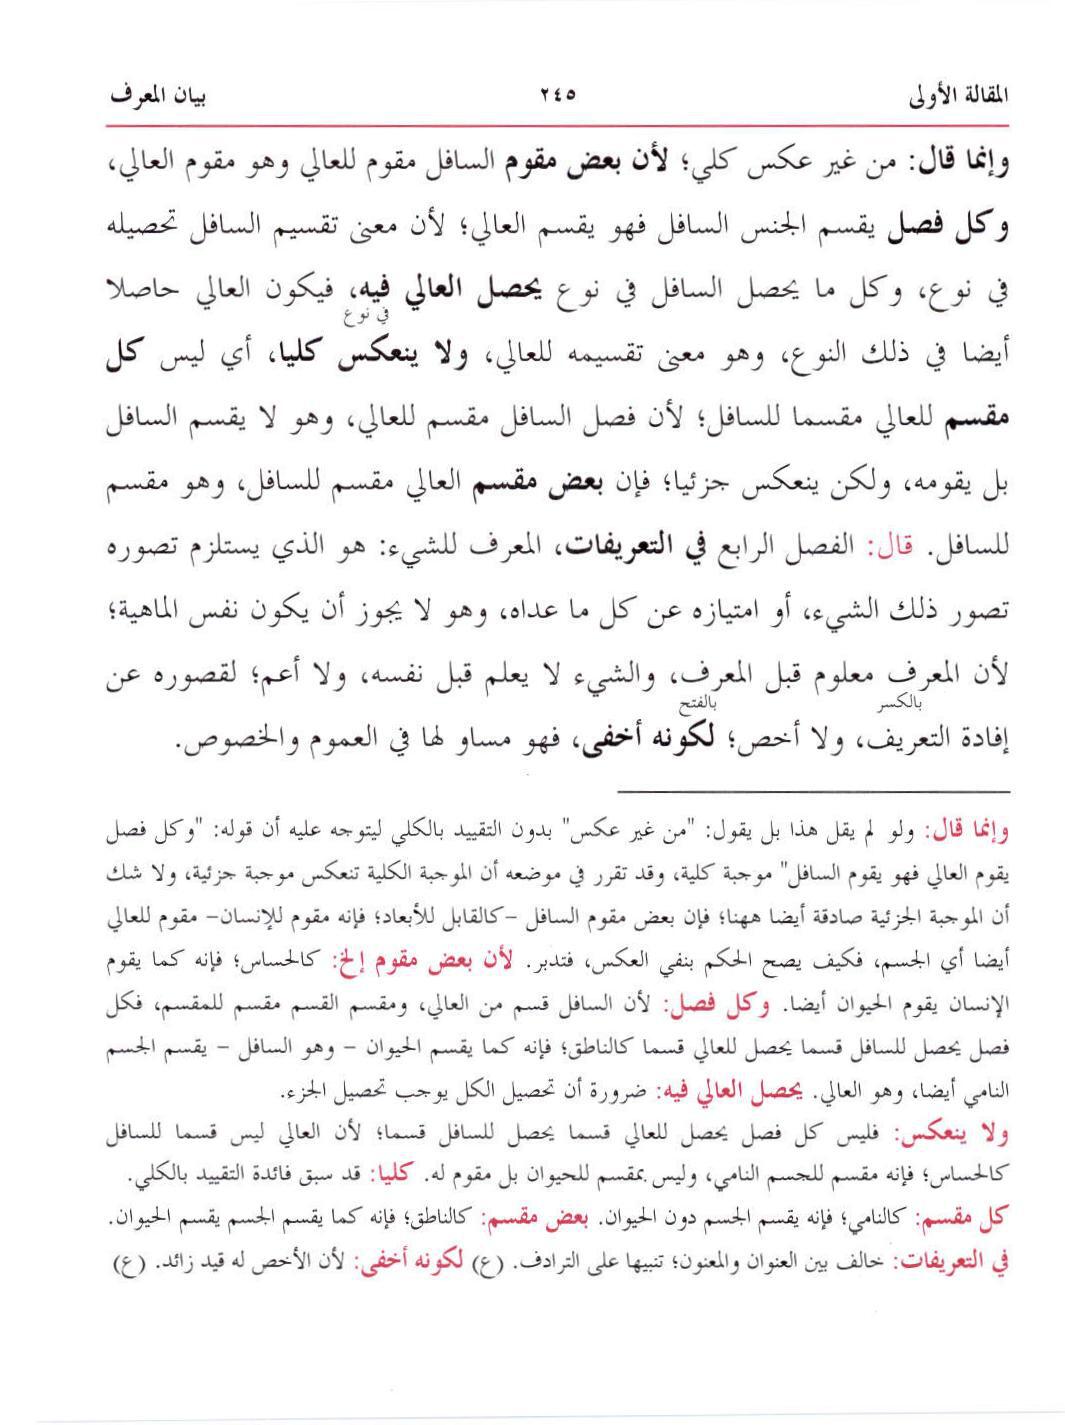 المقالة الأولى ٢٤٥ بيان المعرف
وإنما قال: من غير عكس كلي؛ لأن بعض مقوم السافل مقوم للعالي وهو مقوم العالي،
وكل فصل يقسم الجنس السافل فهو يقسم العالي؛ لأن معنى تقسيم السافل تحصيله
في نوع، وكل ما يحصل السافل في نوع يحصل العالي فيه، فيكون العالي حاصلا
في نوع
أيضا في ذلك النوع، وهو معنى تقسيمه للعالي، ولا ينعكس كليا، أي ليس كل
مقسم للعالي مقسما للسافل؛ لأن فصل السافل مقسم للعالي، وهو لا يقسم السافل
بل يقومه، ولكن ينعكس جزئيا؛ فإن بعض مقسم العالي مقسم للسافل، وهو مقسم
للسافل. قال: الفصل الرابع في التعريفات، المعرف للشيء: هو الذي يستلزم تصوره
تصور ذلك الشيء، أو امتيازه عن كل ما عداه، وهو لا يجوز أن يكون نفس الماهية؛
لأن المعرف معلوم قبل المعرف، والشيء لا يعلم قبل نفسه، ولا أعم؛ لقصوره عن
بالكسر بالفتح
إفادة التعريف، ولا أخص؛ لكونه أخفى، فهو مساو لها في العموم والخصوص.
وإنما قال: ولو لم يقل هذا بل يقول: "من غير عكس" بدون التقييد بالكلي ليتوجه عليه أن قوله: "وكل فصل
يقوم العالي فهو يقوم السافل" موجبة كلية، وقد تقرر في موضعه أن الموجبة الكلية تنعكس موجبة جزئية، ولا شك
أن الموجبة الجزئية صادقة أيضا ههنا؛ فإن بعض مقوم السافل -كالقابل للأبعاد؛ فإنه مقوم للإنسان- مقوم للعالي
أيضا أي الجسم، فكيف يصح الحكم بنفي العكس، فتدبر. لأن بعض مقوم إلخ: كالحساس؛ فإنه كما يقوم
الإنسان يقوم الحيوان أيضا. وكل فصل: لأن السافل قسم من العالي، ومقسم القسم مقسم للمقسم، فكل
فصل يحصل للسافل قسما يحصل للعالي قسما كالناطق؛ فإنه كما يقسم الحيوان - وهو السافل - يقسم الجسم
النامي أيضا، وهو العالي. يحصل العالي فيه: ضرورة أن تحصيل الكل يوجب تحصيل الجزء.
ولا ينعكس: فليس كل فصل يحصل للعالي قسما يحصل للسافل قسما؛ لأن العالي ليس قسما للسافل
كالحساس؛ فإنه مقسم للجسم النامي، وليس بمقسم للحيوان بل مقوم له. كليا: قد سبق فائدة التقييد بالكلي.
كل مقسم: كالنامي؛ فإنه يقسم الجسم دون الحيوان. بعض مقسم: كالناطق؛ فإنه كما يقسم الجسم يقسم الحيوان.
في التعريفات: خالف بين العنوان والمعنون؛ تنبيها على الترادف. (ع) لكونه أخفى: لأن الأخص له قيد زائد. (ع)